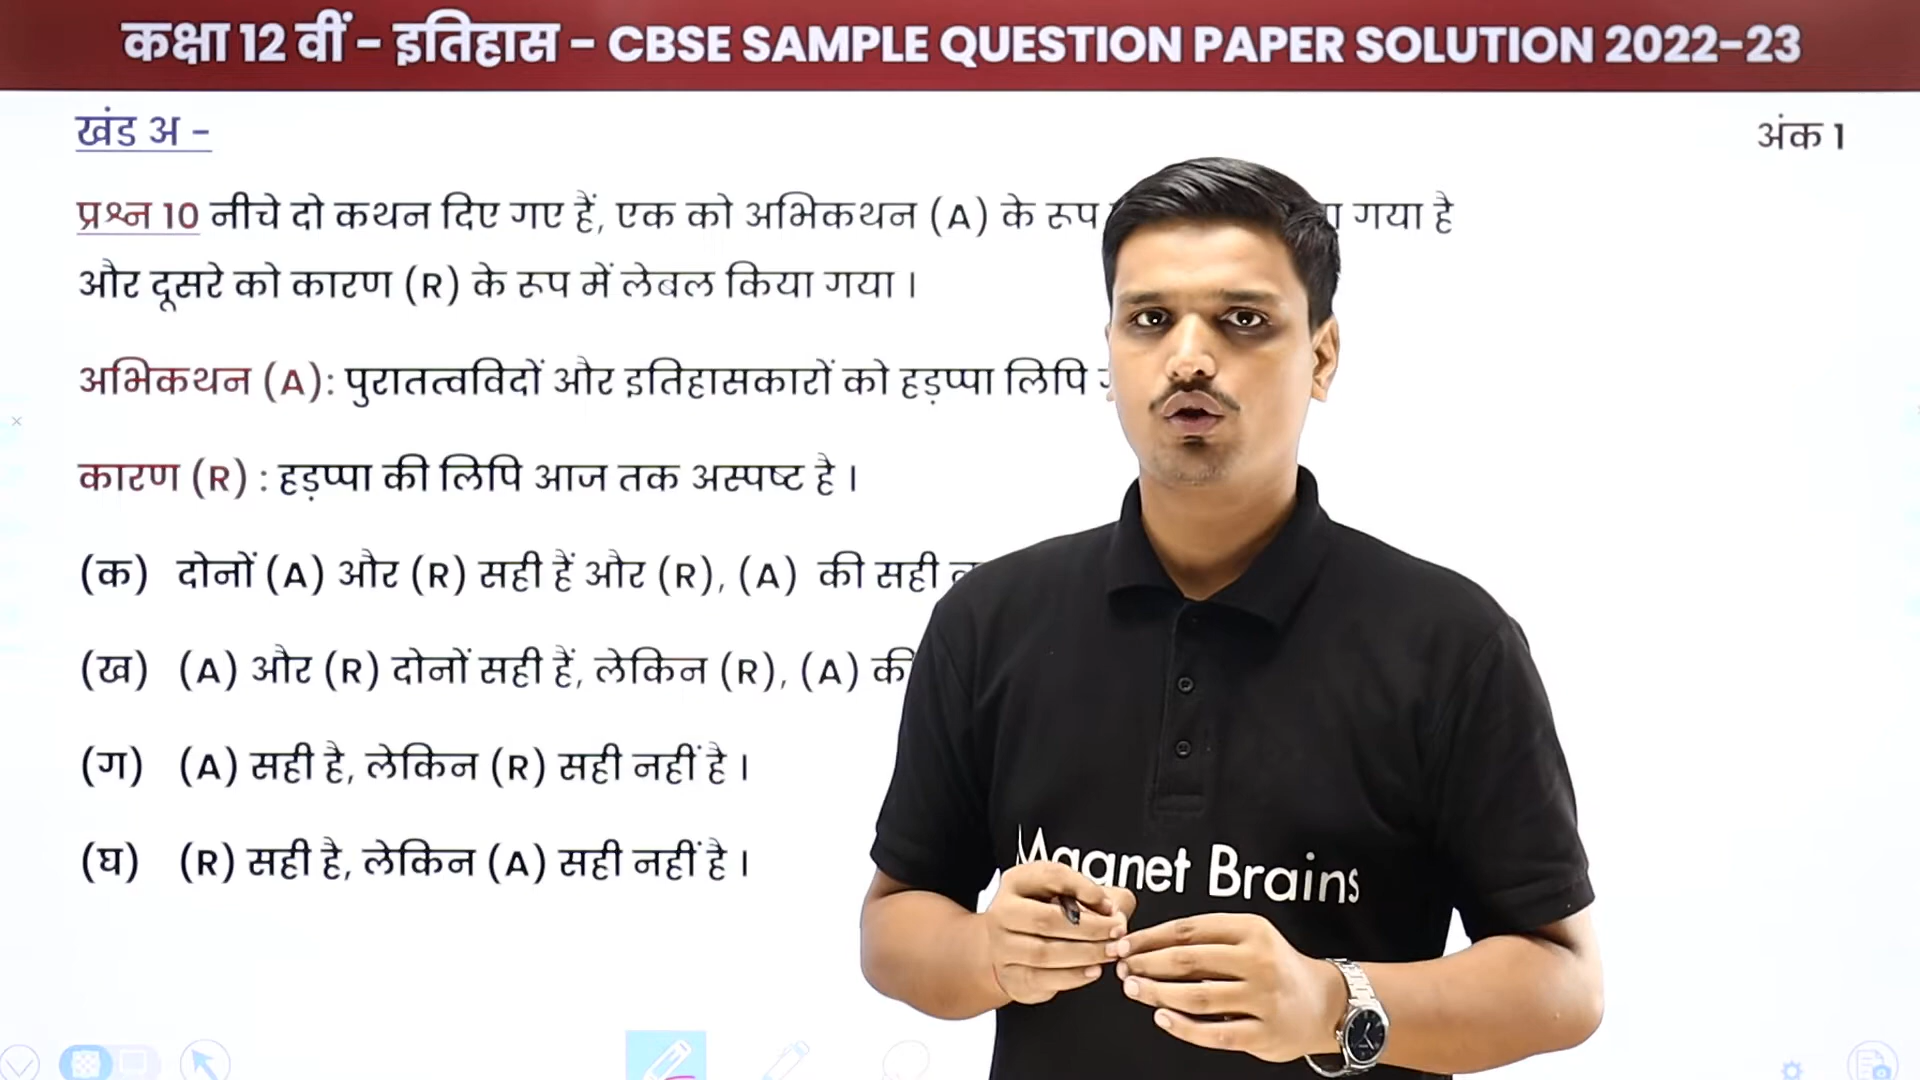 कक्षा 12 वीं - इतिहास - CBSE SAMPLE QUESTION PAPER SOLUTION 2022-23
खंड अ -
अंक 1
प्रश्न 10 नीचे दो कथन दिए गए हैं, एक को अभिकथन (A) के रूप गया है
और दूसरे को कारण (R) के रूप में लेबल किया गया ।
अभिकथन (A): पुरातत्वविदों और इतिहासकारों को हड़प्पा लिपि
कारण (R) : हड़प्पा की लिपि आज तक अस्पष्ट है ।
(क) दोनों (A) और (R) सही हैं और (R), (A) की सही
(ख) (A) और (R) दोनों सही हैं, लेकिन (R), (A) की
(ग) (A) सही है, लेकिन (R) सही नहीं है ।
(घ) (R) सही है, लेकिन (A) सही नहीं है ।
Magnet Brains